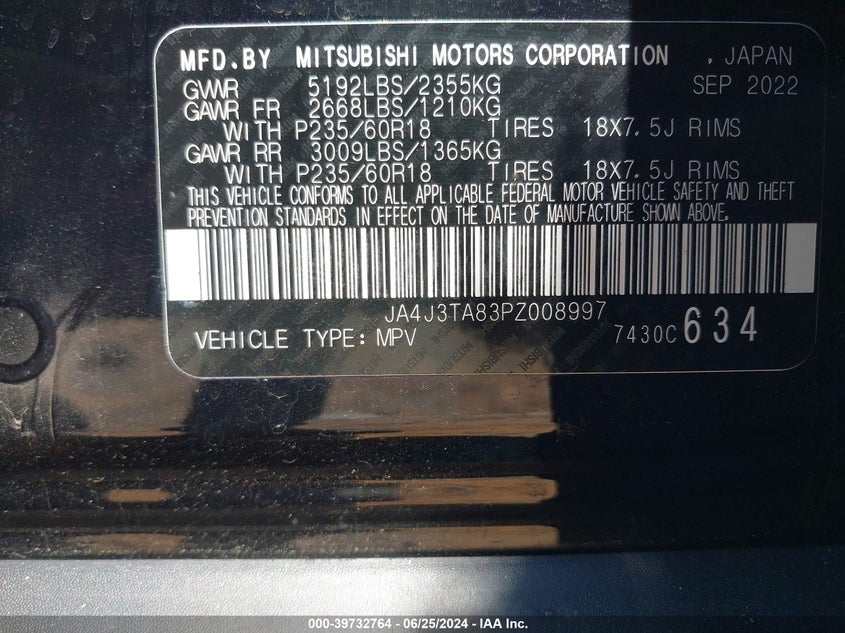 MFD.BY MITSUBISHI MOTORS CORPORATION , JAPAN
GVWR 5192LBS/2355KG SEP 2022
GAWR FR 2668LBS/1210KG
WITH P235/60R18 TIRES 18X7.5J RIMS
GAWR RR 3009LBS/1365KG
WITH P235/60R18 TIRES 18X7.5J RIMS
THIS VEHICLE CONFORMS TO ALL APPLICABLE FEDERAL MOTOR VEHICLE SAFETY AND THEFT
PREVENTION STANDARDS IN EFFECT ON THE DATE OF MANUFACTURE SHOWN ABOVE.
JA4J3TA83PZ008997
VEHICLE TYPE: MPV 7430C 634
000-39732764 - 06/25/2024 - IAA Inc.